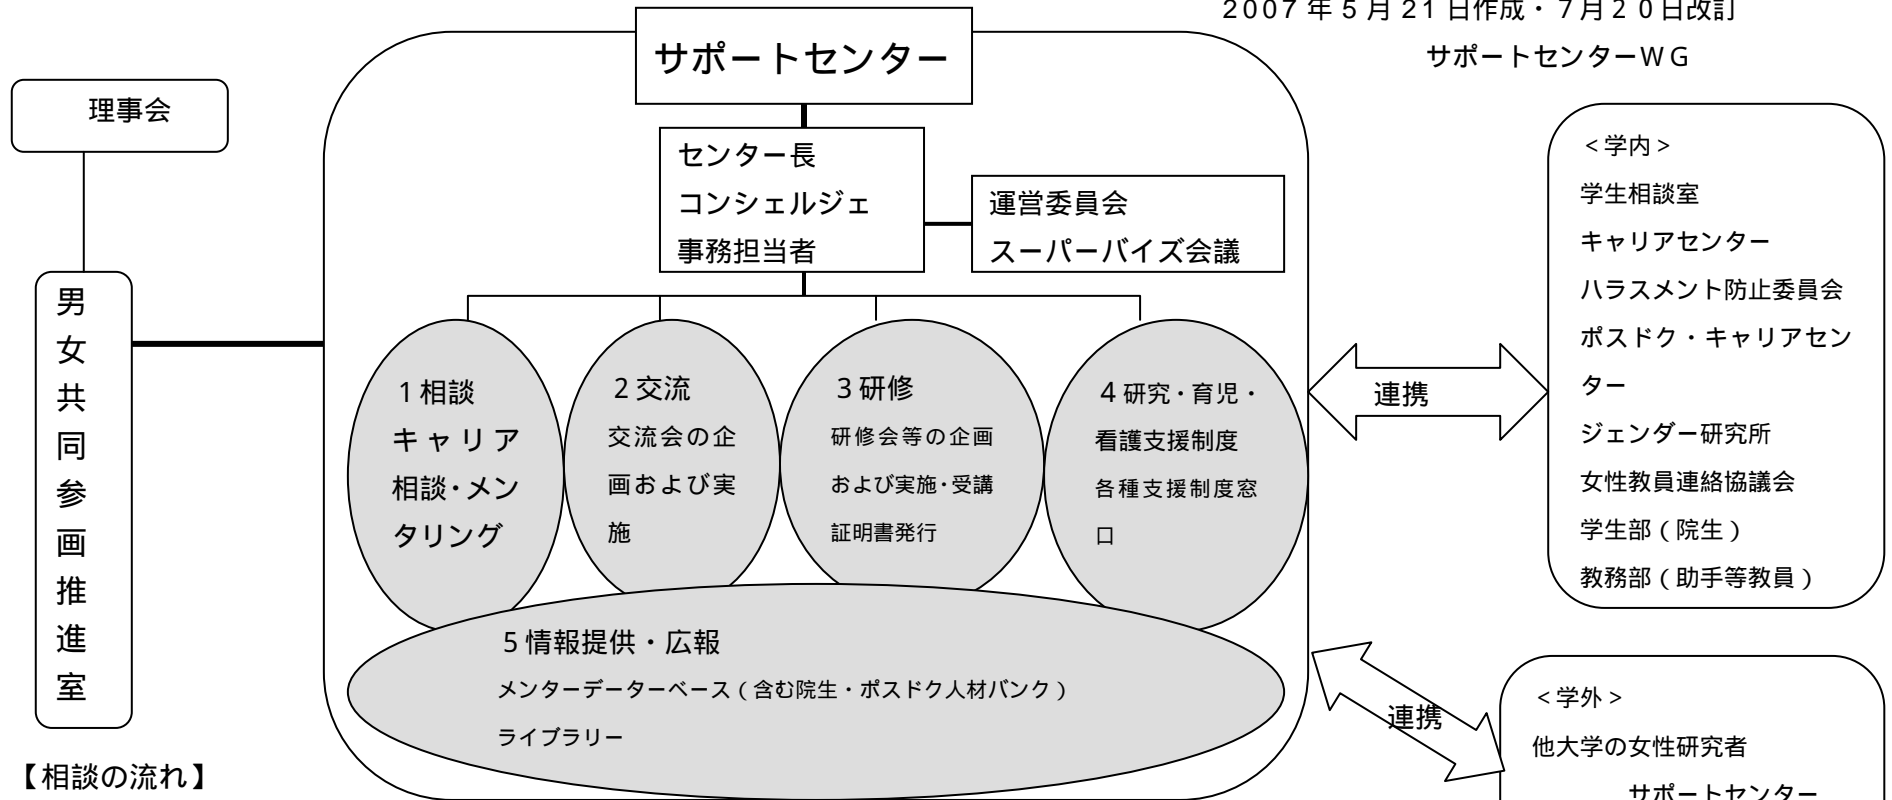 2007年5月21日作成・7月20日改訂
サポートセンターWG
サポートセンター
理事会
センター長
コンシェルジェ
事務担当者
運営委員会
スーパーバイズ会議
男
女
共
同
参
画
推
進
室
1相談
キャリア
相談・メン
タリング
2交流
交流会の企
画および実
施
3研修
研修会等の企画
および実施・受講
証明書発行
4研究・育児・
看護支援制度
各種支援制度窓
口
5情報提供・広報
メンターデーターベース（含む院生・ポスドク人材バンク）
ライブラリー
連携
＜学内＞
学生相談室
キャリアセンター
ハラスメント防止委員会
ポスドク・キャリアセン
ター
ジェンダー研究所
女性教員連絡協議会
学生部（院生）
教務部（助手等教員）
連携
＜学外＞
他大学の女性研究者
サポートセンター
【相談の流れ】